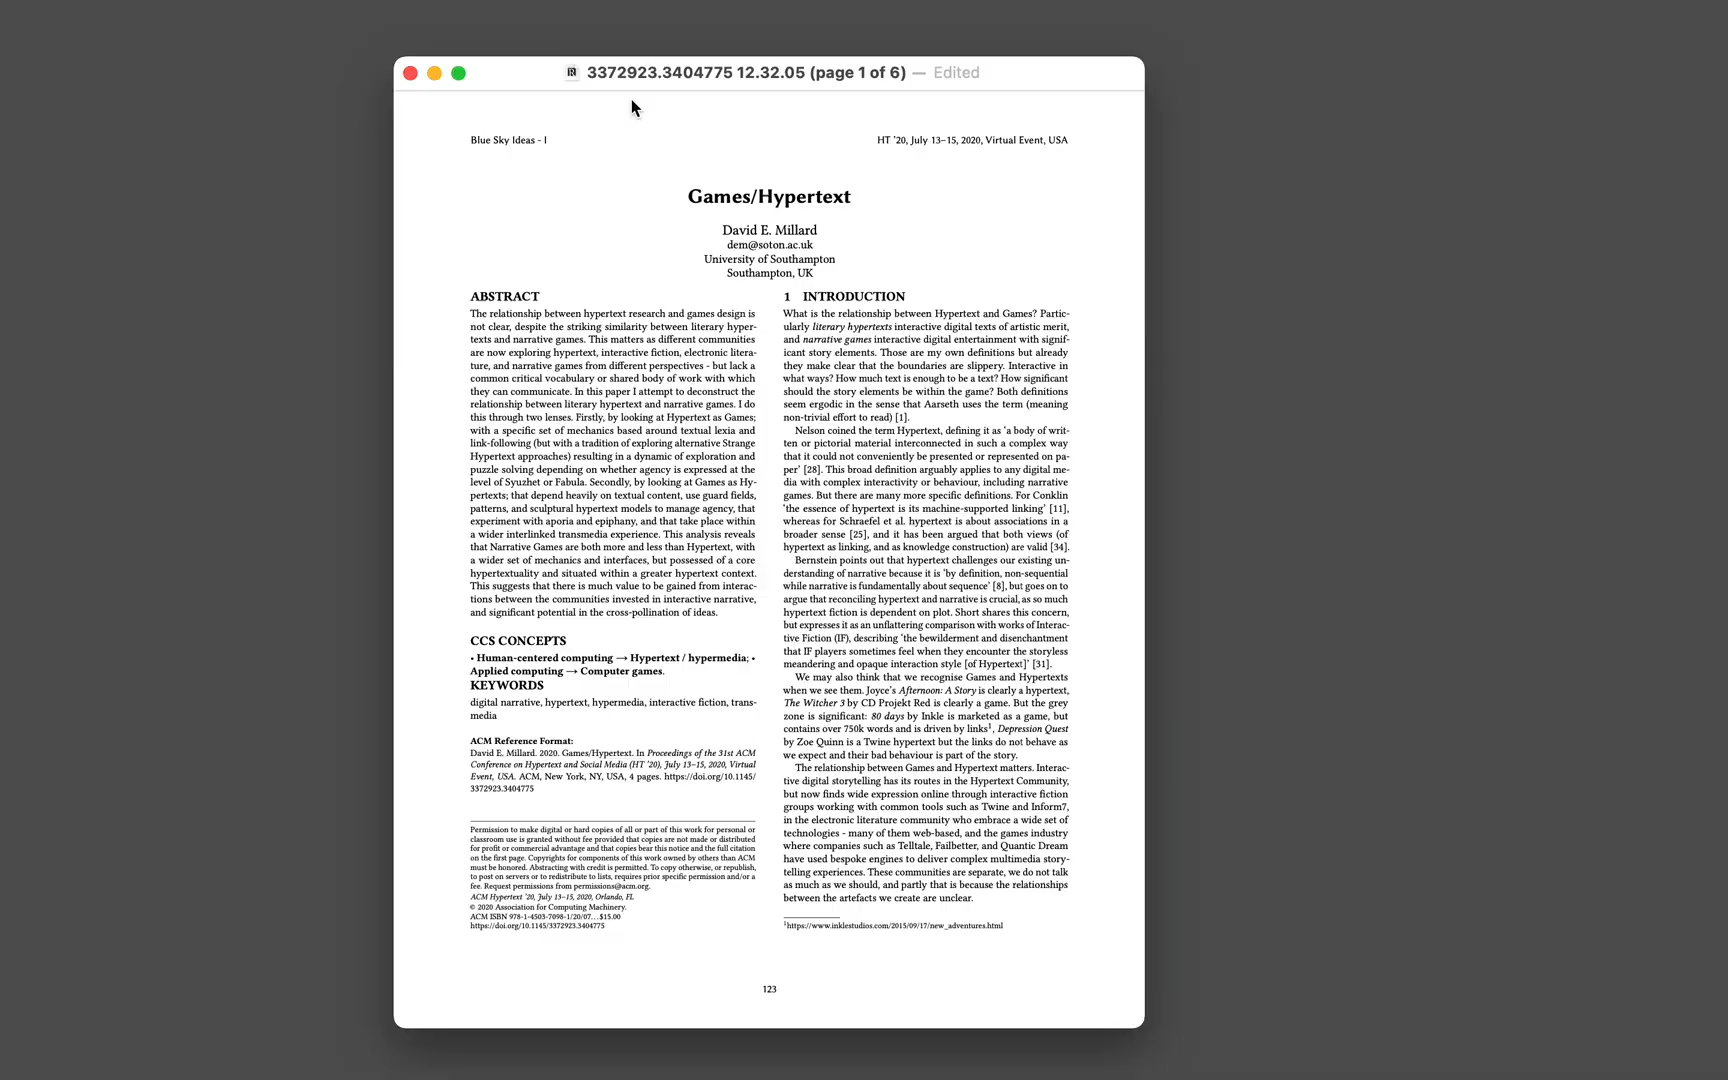 3372923.3404775 12.32.05 (page 1 of 6) — Edited
Blue Sky Ideas - I
HT '20, July 13–15, 2020, Virtual Event, USA
Games/Hypertext
David E. Millard
dem@soton.ac.uk
University of Southampton
Southampton, UK
ABSTRACT
The relationship between hypertext research and games design is
not clear, despite the striking similarity between literary hyper-
texts and narrative games. This matters as different communities
are now exploring hypertext, interactive fiction, electronic litera-
ture, and narrative games from different perspectives - but lack a
common critical vocabulary or shared body of work with which
they can communicate. In this paper I attempt to deconstruct the
relationship between literary hypertext and narrative games. I do
this through two lenses. Firstly, by looking at Hypertext as Games;
with a specific set of mechanics based around textual lexia and
link-following (but with a tradition of exploring alternative Strange
Hypertext approaches) resulting in a dynamic of exploration and
puzzle solving depending on whether agency is expressed at the
level of Syuzhet or Fabula. Secondly, by looking at Games as Hy-
pertexts; that depend heavily on textual content, use guard fields,
patterns, and sculptural hypertext models to manage agency, that
experiment with aporia and epiphany, and that take place within
a wider interlinked transmedia experience. This analysis reveals
that Narrative Games are both more and less than Hypertext, with
a wider set of mechanics and interfaces, but possessed of a core
hypertextuality and situated within a greater hypertext context.
This suggests that there is much value to be gained from interac-
tions between the communities invested in interactive narrative,
and significant potential in the cross-pollination of ideas.
CCS CONCEPTS
• Human-centered computing → Hypertext / hypermedia; •
Applied computing → Computer games.
KEYWORDS
digital narrative, hypertext, hypermedia, interactive fiction, trans-
media
ACM Reference Format:
David E. Millard. 2020. Games/Hypertext. In Proceedings of the 31st ACM
Conference on Hypertext and Social Media (HT '20), July 13–15, 2020, Virtual
Event, USA. ACM, New York, NY, USA, 4 pages. https://doi.org/10.1145/
3372923.3404775
Permission to make digital or hard copies of all or part of this work for personal or
classroom use is granted without fee provided that copies are not made or distributed
for profit or commercial advantage and that copies bear this notice and the full citation
on the first page. Copyrights for components of this work owned by others than ACM
must be honored. Abstracting with credit is permitted. To copy otherwise, or republish,
to post on servers or to redistribute to lists, requires prior specific permission and/or a
fee. Request permissions from permissions@acm.org.
ACM Hypertext '20, July 13–15, 2020, Orlando, FL
© 2020 Association for Computing Machinery.
ACM ISBN 978-1-4503-7098-1/20/07...$15.00
https://doi.org/10.1145/3372923.3404775
1 INTRODUCTION
What is the relationship between Hypertext and Games? Partic-
ularly literary hypertexts interactive digital texts of artistic merit,
and narrative games interactive digital entertainment with signif-
icant story elements. Those are my own definitions but already
they make clear that the boundaries are slippery. Interactive in
what ways? How much text is enough to be a text? How significant
should the story elements be within the game? Both definitions
seem ergodic in the sense that Aarseth uses the term (meaning
non-trivial effort to read) [1].
Nelson coined the term Hypertext, defining it as 'a body of writ-
ten or pictorial material interconnected in such a complex way
that it could not conveniently be presented or represented on pa-
per' [28]. This broad definition arguably applies to any digital me-
dia with complex interactivity or behaviour, including narrative
games. But there are many more specific definitions. For Conklin
'the essence of hypertext is its machine-supported linking' [11],
whereas for Schraefel et al. hypertext is about associations in a
broader sense [25], and it has been argued that both views (of
hypertext as linking, and as knowledge construction) are valid [34].
Bernstein points out that hypertext challenges our existing un-
derstanding of narrative because it is 'by definition, non-sequential
while narrative is fundamentally about sequence' [8], but goes on to
argue that reconciling hypertext and narrative is crucial, as so much
hypertext fiction is dependent on plot. Short shares this concern,
but expresses it as an unflattering comparison with works of Interac-
tive Fiction (IF), describing 'the bewilderment and disenchantment
that IF players sometimes feel when they encounter the storyless
meandering and opaque interaction style [of Hypertext]' [31].
We may also think that we recognise Games and Hypertexts
when we see them. Joyce's Afternoon: A Story is clearly a hypertext,
The Witcher 3 by CD Projekt Red is clearly a game. But the grey
zone is significant: 80 days by Inkle is marketed as a game, but
contains over 750k words and is driven by links1, Depression Quest
by Zoe Quinn is a Twine hypertext but the links do not behave as
we expect and their bad behaviour is part of the story.
The relationship between Games and Hypertext matters. Interac-
tive digital storytelling has its routes in the Hypertext Community,
but now finds wide expression online through interactive fiction
groups working with common tools such as Twine and Inform7,
in the electronic literature community who embrace a wide set of
technologies - many of them web-based, and the games industry
where companies such as Telltale, Failbetter, and Quantic Dream
have used bespoke engines to deliver complex multimedia story-
telling experiences. These communities are separate, we do not talk
as much as we should, and partly that is because the relationships
between the artefacts we create are unclear.
1https://www.inklestudios.com/2015/09/17/new_adventures.html
123